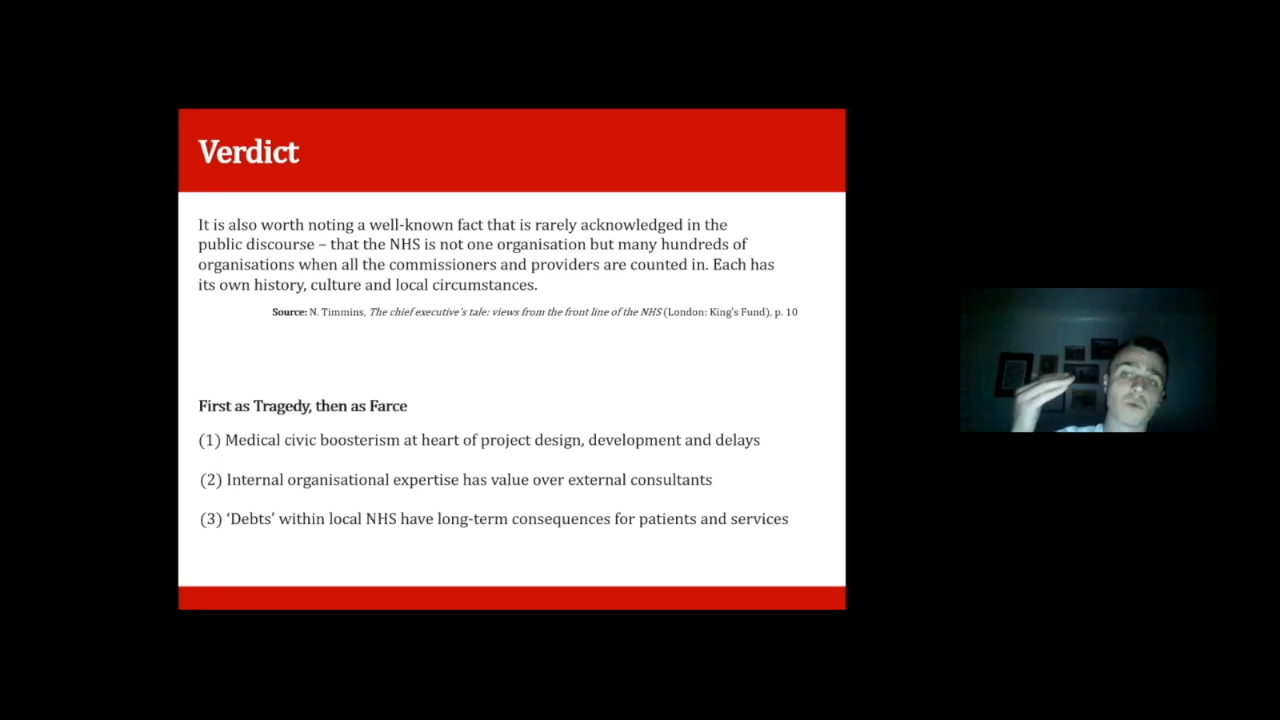 Verdict
It is also worth noting a well-known fact that is rarely acknowledged in the
public discourse – that the NHS is not one organisation but many hundreds of
organisations when all the commissioners and providers are counted in. Each has
its own history, culture and local circumstances.
Source: N. Timmins, The chief executive's tale: views from the front line of the NHS (London: King's Fund), p. 10
First as Tragedy, then as Farce
(1) Medical civic boosterism at heart of project design, development and delays
(2) Internal organisational expertise has value over external consultants
(3) ‘Debts’ within local NHS have long-term consequences for patients and services